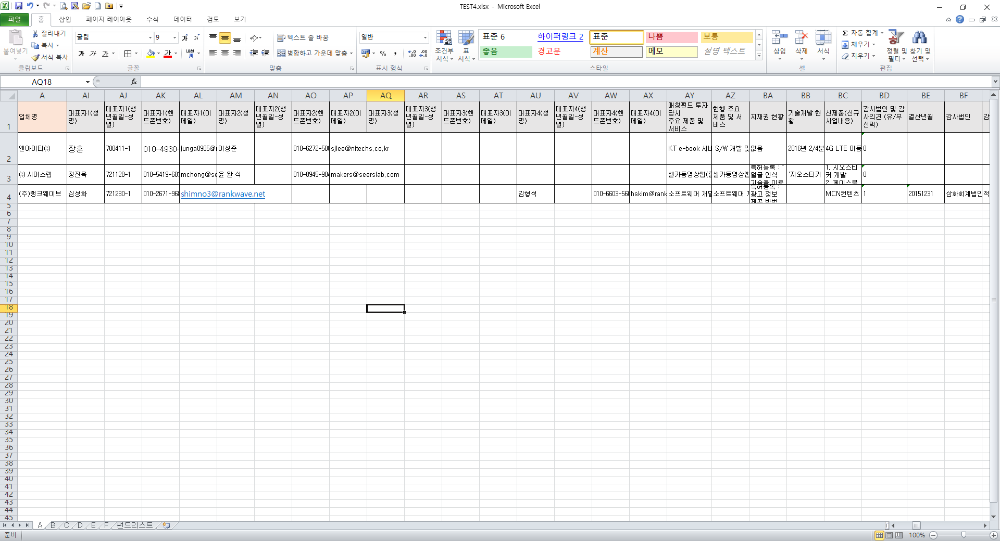 TEST4.xlsx - Microsoft Excel
파일 홈 삽입 페이지 레이아웃 수식 데이터 검토 보기
붙여넣기
잘라내기
복사
서식 복사
클립보드
굴림 9
가 가 가
글꼴
텍스트 줄 바꿈
병합하고 가운데 맞춤
맞춤
일반
표시 형식
조건부 서식
표 서식
표준 6 하이퍼링크 2 표준 나쁨 보통
좋음 경고문 계산 메모 설명 텍스트
스타일
삽입 삭제 서식
셀
자동 합계
채우기
지우기
정렬 및 필터
찾기 및 선택
편집
AQ18 fx
A AI AJ AK AL AM AN AO AP AQ AR AS AT AU AV AW AX AY AZ BA BB BC BD BE BF
1 업체명 대표자1(성명) 대표자1(생년월일-성별) 대표자1(핸드폰번호) 대표자1(이메일) 대표자2(성명) 대표자2(생년월일-성별) 대표자2(핸드폰번호) 대표자2(이메일) 대표자3(성명) 대표자3(생년월일-성별) 대표자3(핸드폰번호) 대표자3(이메일) 대표자4(성명) 대표자4(생년월일-성별) 대표자4(핸드폰번호) 대표자4(이메일) 매칭펀드 투자 당시 주요 제품 및 서비스 현행 주요 제품 및 서비스 지재권 현황 기술개발 현황 신제품(신규 사업내용) 감사법인 및 감사의견 (유/무 선택) 결산년월 감사법인 감
2 엔아이티㈜ 장훈 700411-1 010-4930- junga0905@ 이성준 010-6272-508 sjlee@nitechs.co.kr KT e-book 서비 S/W 개발 및 없음 2016년 2/4분 4G LTE 이동 0
3 ㈜ 시어스랩 정진욱 721128-1 010-5419-683 mchong@se 윤 완 식 010-8945-904 makers@seerslab.com 셀카동영상앱( 셀카동영상앱 특허등록 : " 얼굴 인식 기술을 이용 '지오스티커 1. 지오스티커 개발 2. 페이스북 0
4 (주)랭크웨이브 심성화 721230-1 010-2671-968 shimno3@rankwave.net 김형석 010-6603-560 hskim@rank 소프트웨어 개발 소프트웨어 특허등록 : 광고 정보 제공 방법 MCN컨텐츠 1 20151231 삼화회계법인 적
5
6
7
8
9
10
11
12
13
14
15
16
17
18
19
20
21
22
23
24
25
26
27
28
29
30
31
32
33
34
35
36
37
38
39
40
41
42
43
44
45
A B C D E F 펀드리스트
준비 100%